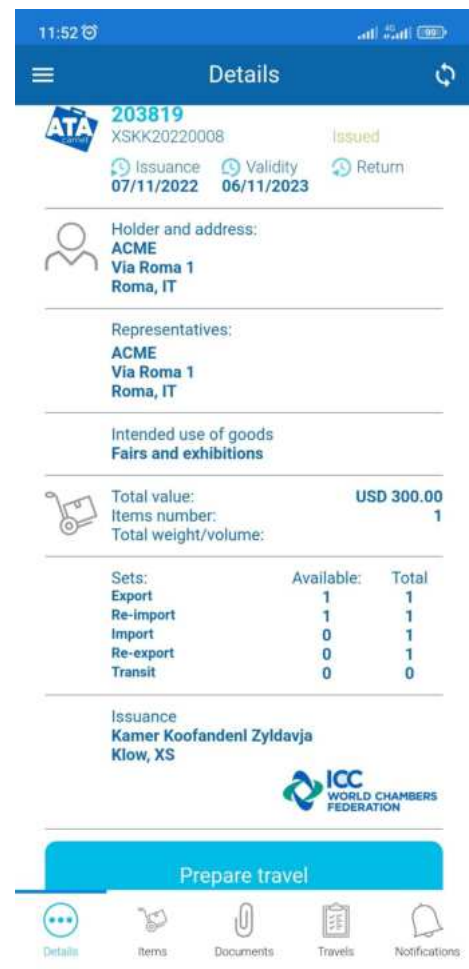 11:52
4G
99
Details
ATA
carnet
203819
XSKK20220008 Issued
Issuance Validity Return
07/11/2022 06/11/2023
Holder and address:
ACME
Via Roma 1
Roma, IT
Representatives:
ACME
Via Roma 1
Roma, IT
Intended use of goods
Fairs and exhibitions
Total value: USD 300.00
Items number: 1
Total weight/volume:
Sets: Available: Total
Export 1 1
Re-import 1 1
Import 0 1
Re-export 0 1
Transit 0 0
Issuance
Kamer Koofandenl Zyldavja
Klow, XS
ICC
WORLD CHAMBERS
FEDERATION
Prepare travel
Details Items Documents Travels Notifications